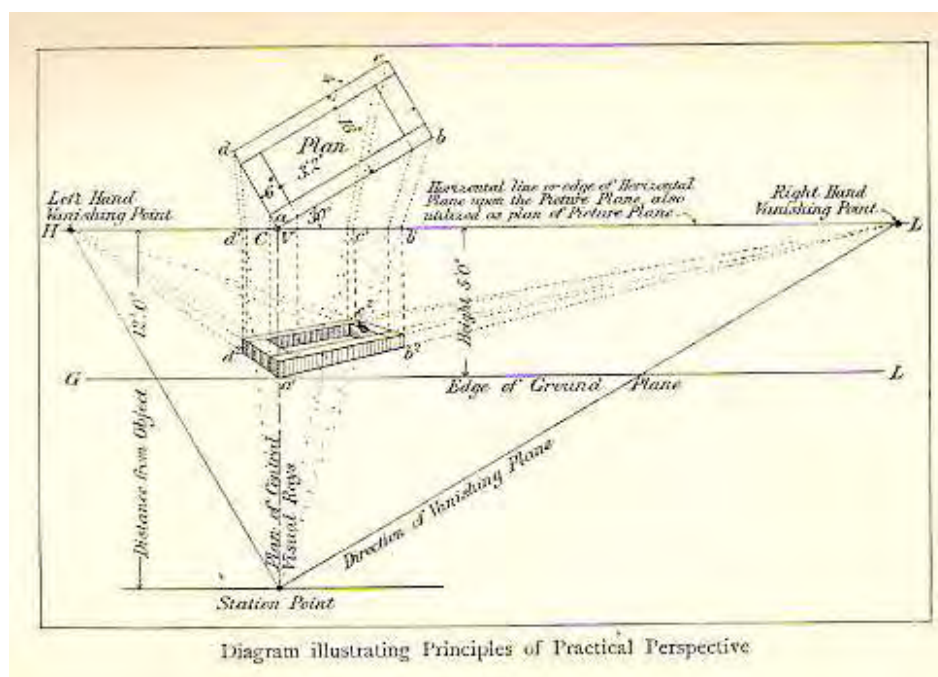 c
d
b
Plan
3'.2"
6"
a
30°
Left Hand
Vanishing Point
Horizontal line or edge of Horizontal
Plane upon the Picture Plane, also
utilized as plan of Picture Plane
Right Hand
Vanishing Point
H
d'
C
V
c'
b'
L
12'.0"
Height 5'0"
d²
b²
G
a'
Edge of Ground Plane
L
Distance from Object
Plan of Central
Visual Rays
Direction of Vanishing Plane
Station Point
Diagram illustrating Principles of Practical Perspective